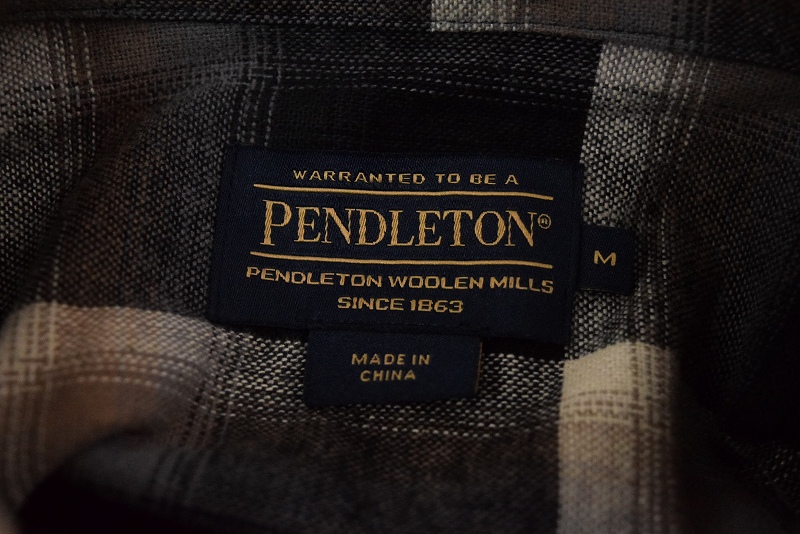 WARRANTED TO BE A
PENDLETON®
PENDLETON WOOLEN MILLS
SINCE 1863
M
MADE IN
CHINA